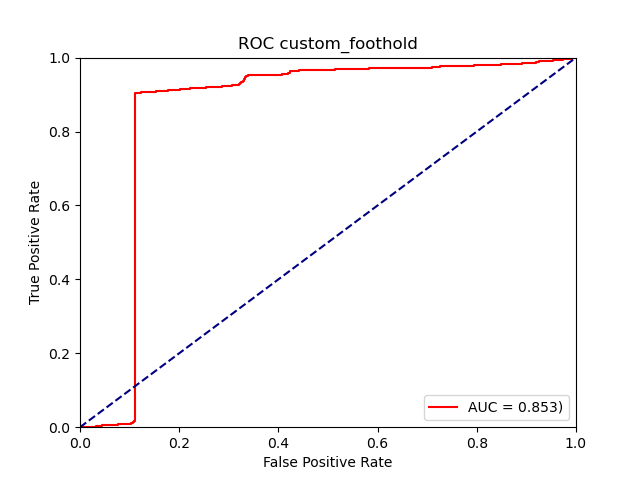 ROC custom_foothold
True Positive Rate
1.0
0.8
0.6
0.4
0.2
0.0
0.0 0.2 0.4 0.6 0.8 1.0
False Positive Rate
AUC = 0.853)